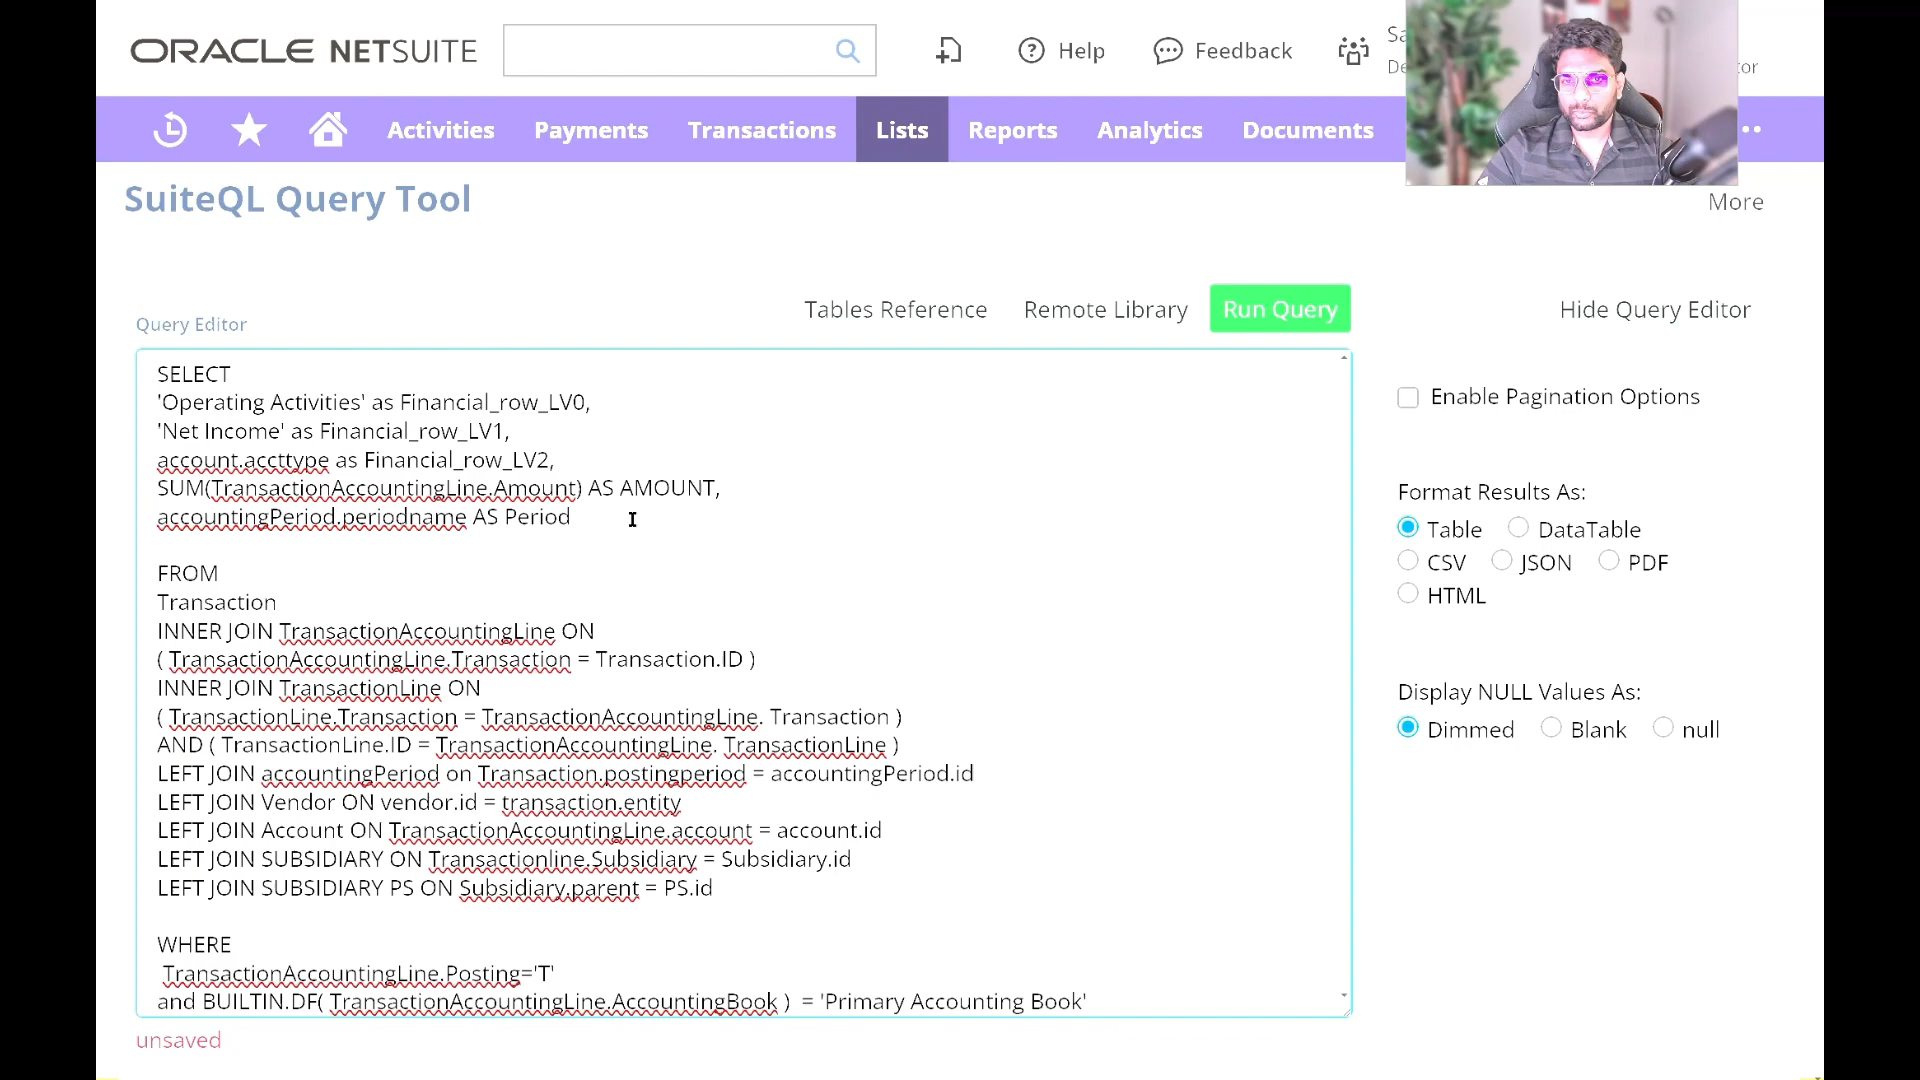 ORACLE NETSUITE
Help
Feedback
Activities
Payments
Transactions
Lists
Reports
Analytics
Documents
SuiteQL Query Tool
More
Query Editor
Tables Reference
Remote Library
Run Query
Hide Query Editor
SELECT
'Operating Activities' as Financial_row_LV0,
'Net Income' as Financial_row_LV1,
account.accttype as Financial_row_LV2,
SUM(TransactionAccountingLine.Amount) AS AMOUNT,
accountingPeriod.periodname AS Period
FROM
Transaction
INNER JOIN TransactionAccountingLine ON
( TransactionAccountingLine.Transaction = Transaction.ID )
INNER JOIN TransactionLine ON
( TransactionLine.Transaction = TransactionAccountingLine. Transaction )
AND ( TransactionLine.ID = TransactionAccountingLine. TransactionLine )
LEFT JOIN accountingPeriod on Transaction.postingperiod = accountingPeriod.id
LEFT JOIN Vendor ON vendor.id = transaction.entity
LEFT JOIN Account ON TransactionAccountingLine.account = account.id
LEFT JOIN SUBSIDIARY ON Transactionline.Subsidiary = Subsidiary.id
LEFT JOIN SUBSIDIARY PS ON Subsidiary.parent = PS.id
WHERE
TransactionAccountingLine.Posting='T'
and BUILTIN.DF( TransactionAccountingLine.AccountingBook ) = 'Primary Accounting Book'
unsaved
Enable Pagination Options
Format Results As:
Table DataTable
CSV JSON PDF
HTML
Display NULL Values As:
Dimmed Blank null